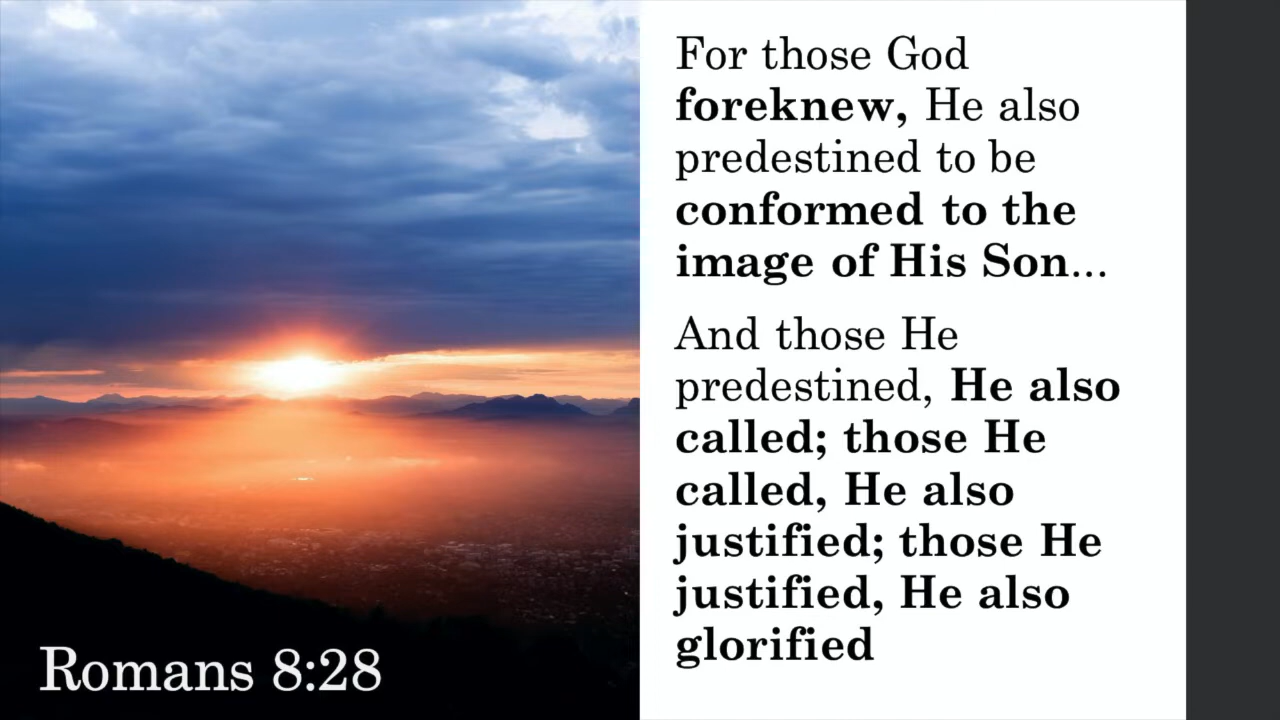 For those God
foreknew, He also
predestined to be
conformed to the
image of His Son...
And those He
predestined, He also
called; those He
called, He also
justified; those He
justified, He also
glorified
Romans 8:28